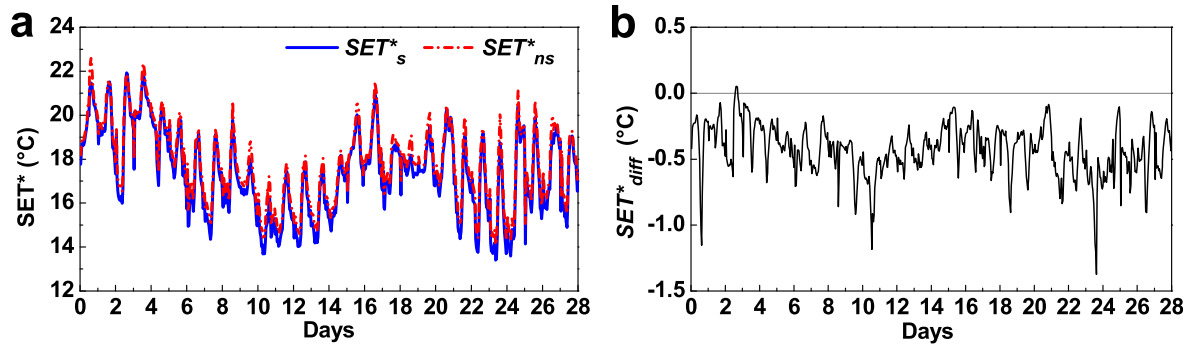 a
24
22
20
18
16
14
12
SET* (°C)
SET*s
SET*ns
0 2 4 6 8 10 12 14 16 18 20 22 24 26 28
Days
b
0.5
0.0
-0.5
-1.0
-1.5
SET*diff (°C)
0 2 4 6 8 10 12 14 16 18 20 22 24 26 28
Days